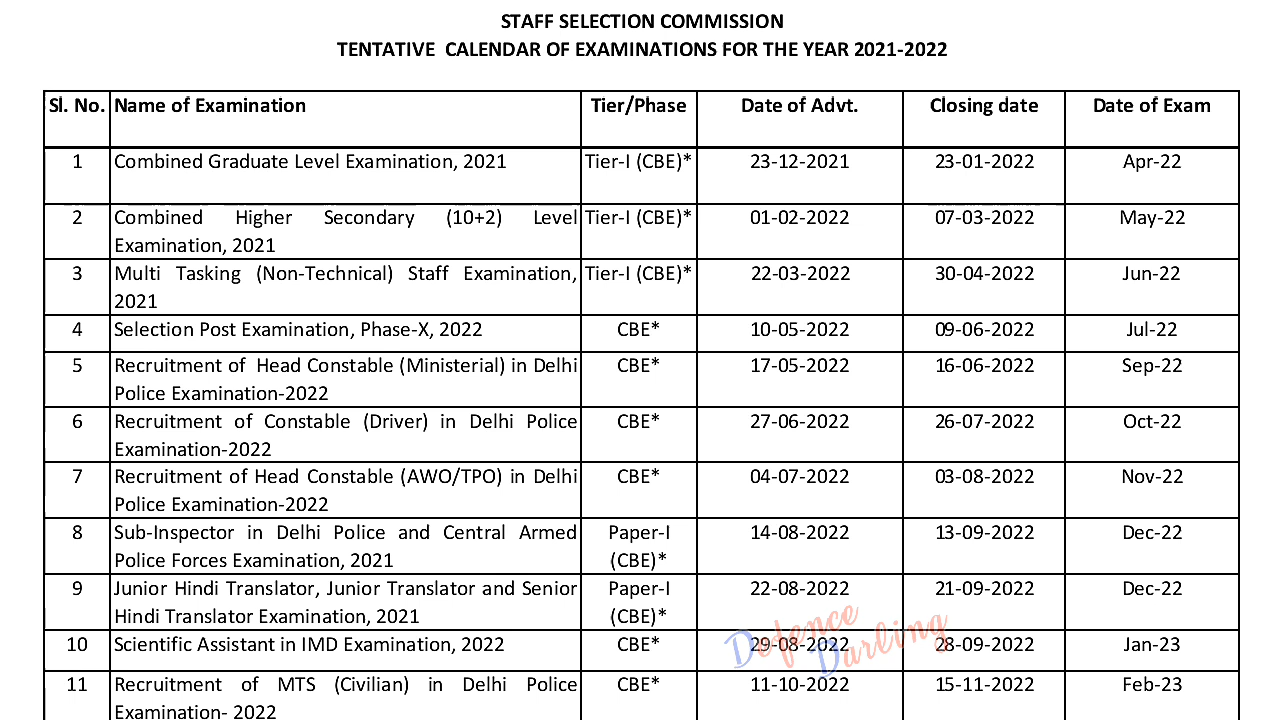 STAFF SELECTION COMMISSION
TENTATIVE CALENDAR OF EXAMINATIONS FOR THE YEAR 2021-2022
Sl. No. Name of Examination Tier/Phase Date of Advt. Closing date Date of Exam
1 Combined Graduate Level Examination, 2021 Tier-I (CBE)* 23-12-2021 23-01-2022 Apr-22
2 Combined Higher Secondary (10+2) Level Tier-I (CBE)* 01-02-2022 07-03-2022 May-22
Examination, 2021
3 Multi Tasking (Non-Technical) Staff Examination, Tier-I (CBE)* 22-03-2022 30-04-2022 Jun-22
2021
4 Selection Post Examination, Phase-X, 2022 CBE* 10-05-2022 09-06-2022 Jul-22
5 Recruitment of Head Constable (Ministerial) in Delhi CBE* 17-05-2022 16-06-2022 Sep-22
Police Examination-2022
6 Recruitment of Constable (Driver) in Delhi Police CBE* 27-06-2022 26-07-2022 Oct-22
Examination-2022
7 Recruitment of Head Constable (AWO/TPO) in Delhi CBE* 04-07-2022 03-08-2022 Nov-22
Police Examination-2022
8 Sub-Inspector in Delhi Police and Central Armed Paper-I 14-08-2022 13-09-2022 Dec-22
Police Forces Examination, 2021 (CBE)*
9 Junior Hindi Translator, Junior Translator and Senior Paper-I 22-08-2022 21-09-2022 Dec-22
Hindi Translator Examination, 2021 (CBE)*
10 Scientific Assistant in IMD Examination, 2022 CBE* 29-08-2022 28-09-2022 Jan-23
Defence Darling
11 Recruitment of MTS (Civilian) in Delhi Police CBE* 11-10-2022 15-11-2022 Feb-23
Examination- 2022